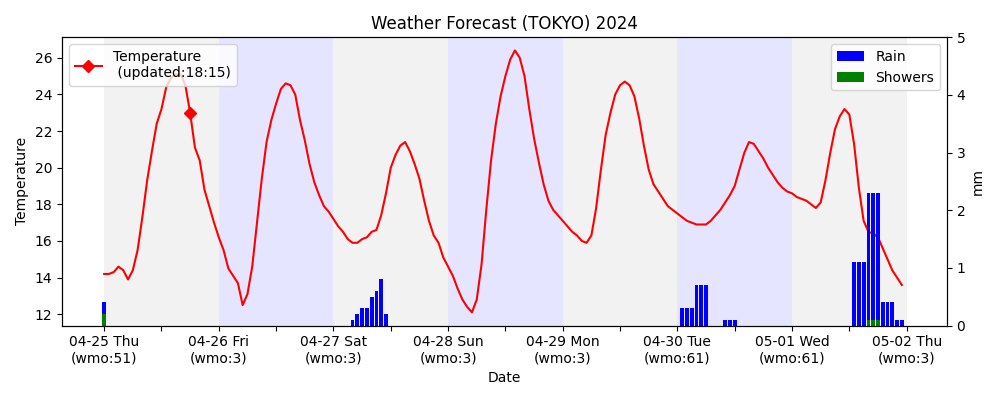 Weather Forecast (TOKYO) 2024
Temperature
(updated:18:15)
Rain
Showers
Temperature
26
24
22
20
18
16
14
12
5
4
3
2
1
0
mm
04-25 Thu
(wmo:51)
04-26 Fri
(wmo:3)
04-27 Sat
(wmo:3)
04-28 Sun
(wmo:3)
04-29 Mon
(wmo:3)
04-30 Tue
(wmo:61)
05-01 Wed
(wmo:61)
05-02 Thu
(wmo:3)
Date